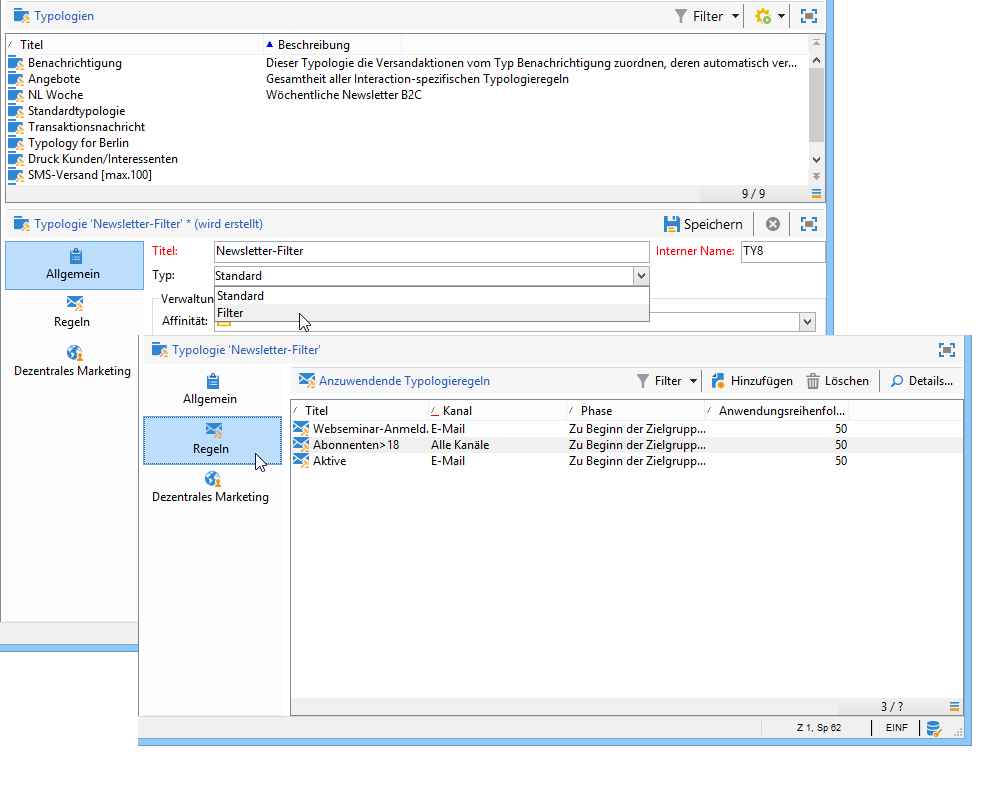 Typologien
Filter
Titel
Beschreibung
Benachrichtigung
Dieser Typologie die Versandaktionen vom Typ Benachrichtigung zuordnen, deren automatisch ver...
Angebote
Gesamtheit aller Interaction-spezifischen Typologieregeln
NL Woche
Wöchentliche Newsletter B2C
Standardtypologie
Transaktionsnachricht
Typology for Berlin
Druck Kunden/Interessenten
SMS-Versand [max.100]
9 / 9
Typologie 'Newsletter-Filter' * (wird erstellt)
Speichern
Allgemein
Regeln
Dezentrales Marketing
Titel:
Newsletter-Filter
Interner Name:
TY8
Typ:
Standard
Standard
Filter
Verwaltun
Affinität:
Typologie 'Newsletter-Filter'
Allgemein
Regeln
Dezentrales Marketing
Anzuwendende Typologieregeln
Filter
Hinzufügen
Löschen
Details...
Titel
Kanal
Phase
Anwendungsreihenfol...
Webseminar-Anmeld. E-Mail Zu Beginn der Zielgrupp... 50
Abonnenten>18 Alle Kanäle Zu Beginn der Zielgrupp... 50
Aktive E-Mail Zu Beginn der Zielgrupp... 50
3 / ?
Z 1, Sp 62
EINF